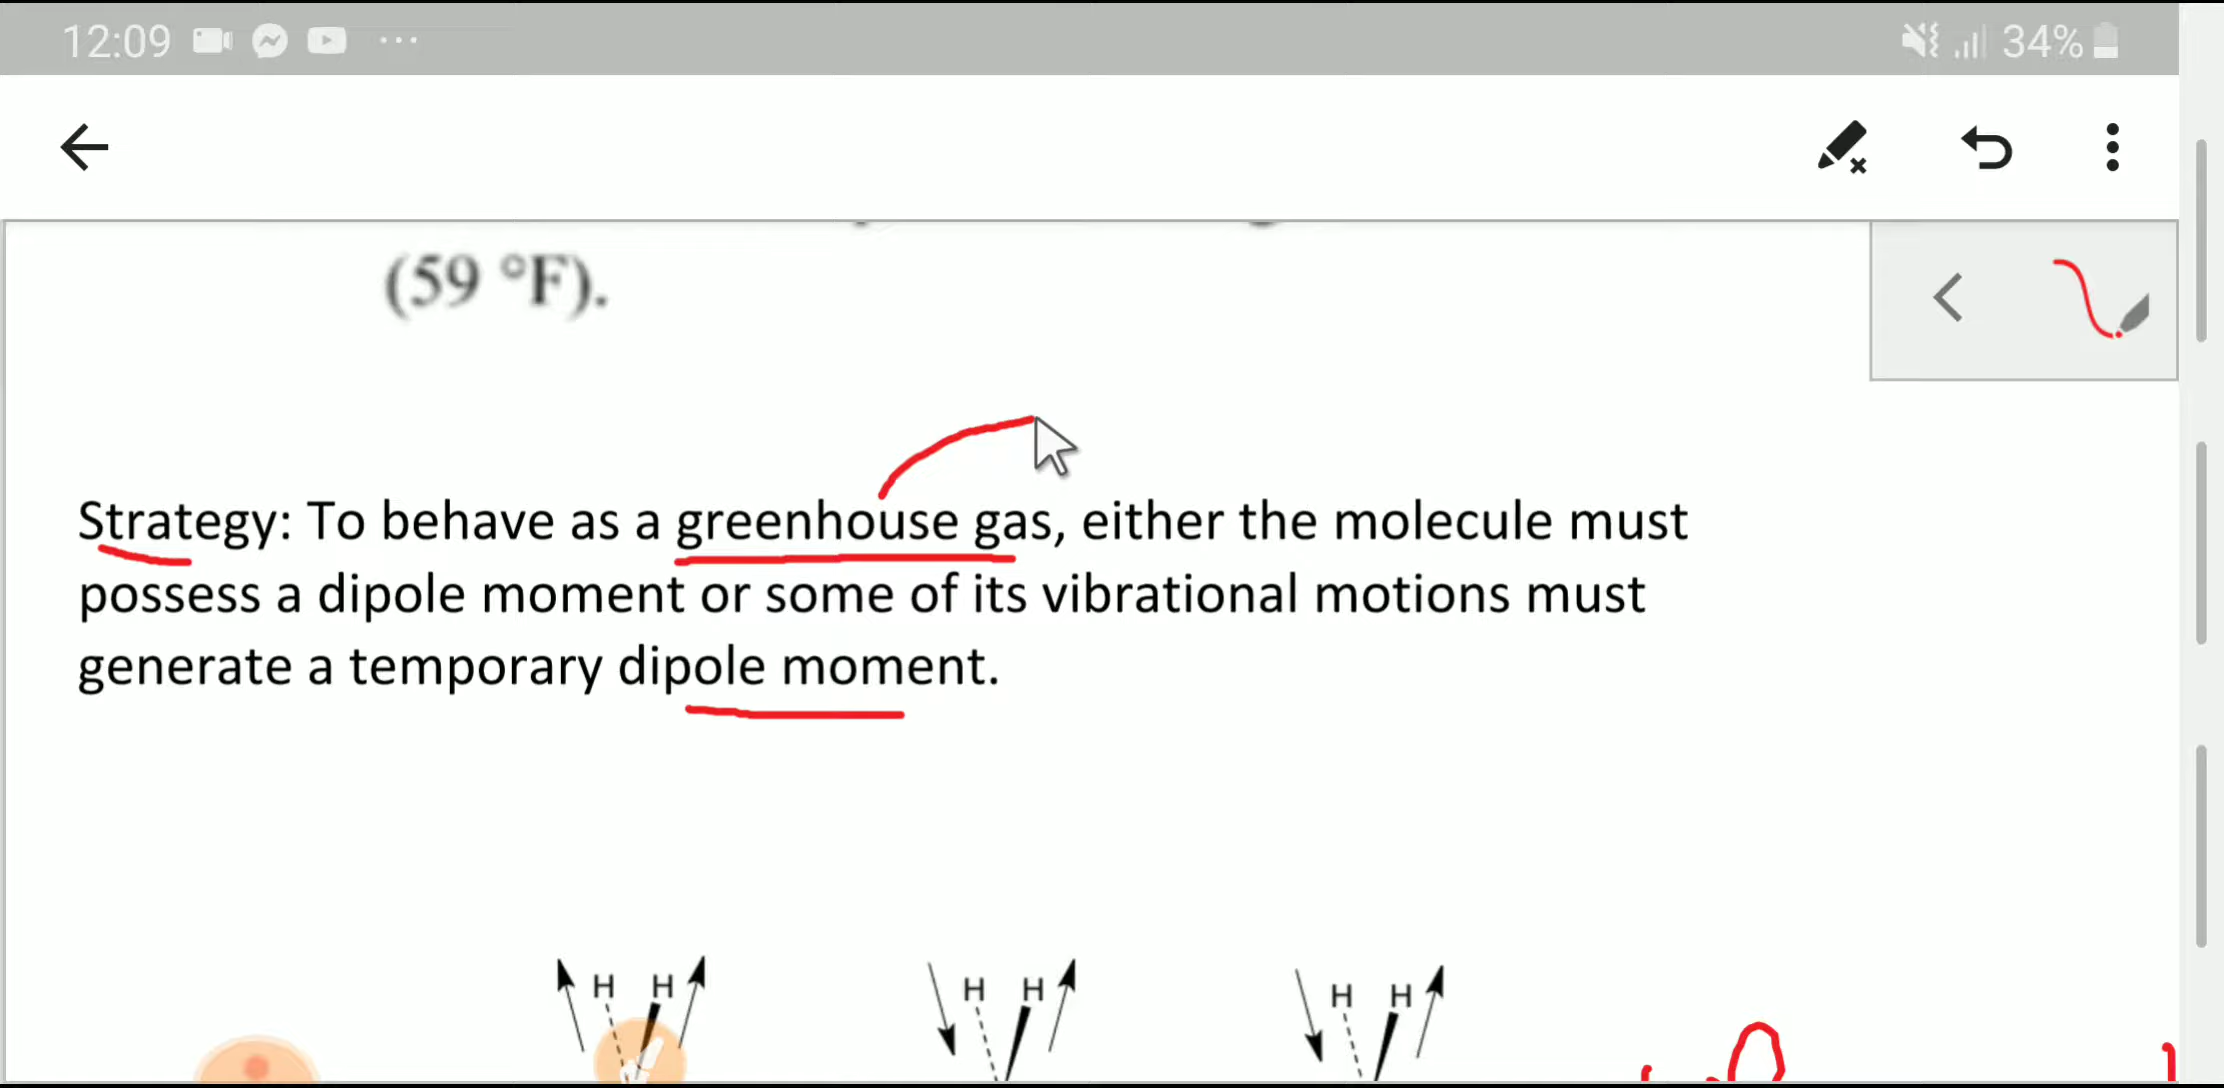 12:09 ... 34%
(59 °F).
Strategy: To behave as a greenhouse gas, either the molecule must
possess a dipole moment or some of its vibrational motions must
generate a temporary dipole moment.
H H H H H H